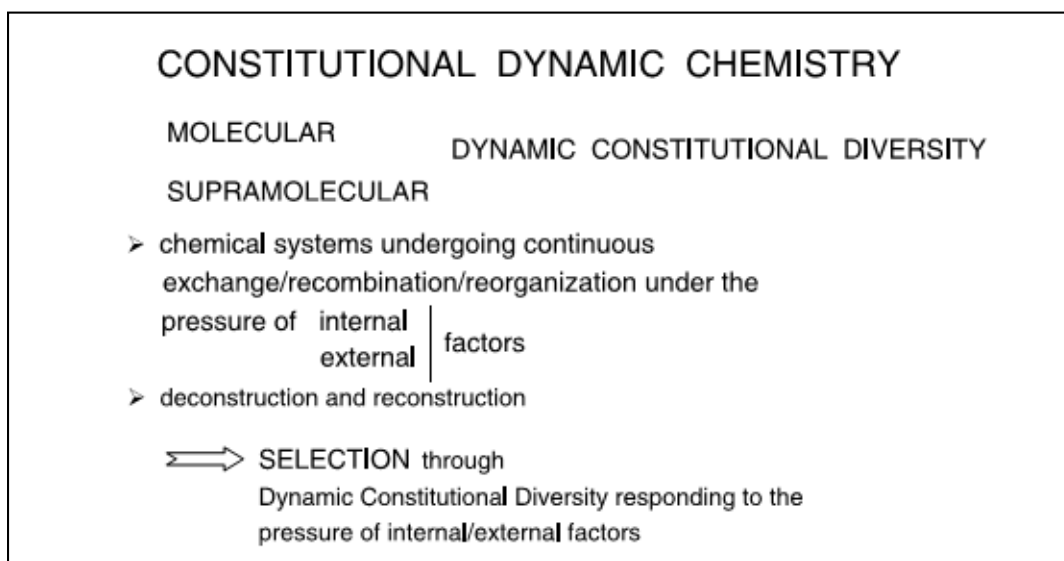 CONSTITUTIONAL DYNAMIC CHEMISTRY
MOLECULAR
DYNAMIC CONSTITUTIONAL DIVERSITY
SUPRAMOLECULAR
➢ chemical systems undergoing continuous
exchange/recombination/reorganization under the
pressure of internal
external
factors
➢ deconstruction and reconstruction
SELECTION through
Dynamic Constitutional Diversity responding to the
pressure of internal/external factors